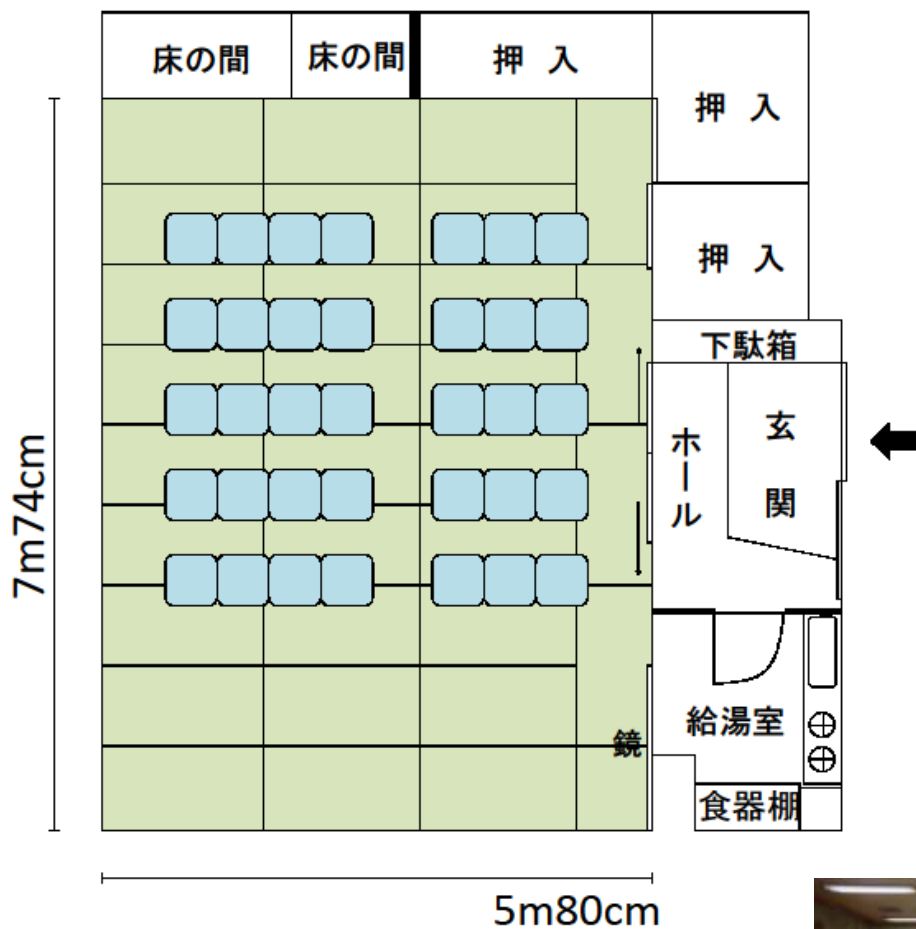 床の間
床の間
押 入
押 入
押 入
下駄箱
ホール
玄関
7m74cm
給湯室
鏡
食器棚
5m80cm